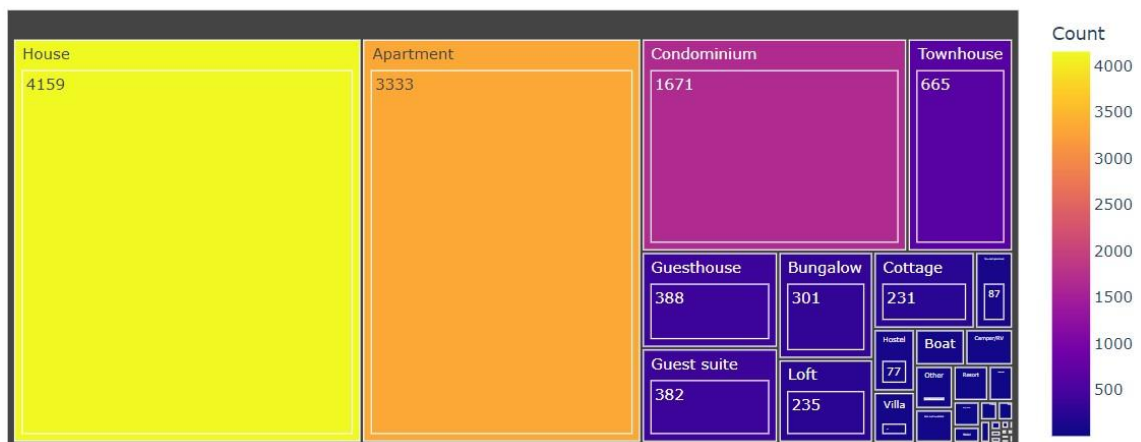 House
4159
Apartment
3333
Condominium
1671
Townhouse
665
Guesthouse
388
Bungalow
301
Cottage
231
87
Guest suite
382
Loft
235
Hostel
77
Boat
Camper/RV
Villa
Other
Resort
Count
4000
3500
3000
2500
2000
1500
1000
500